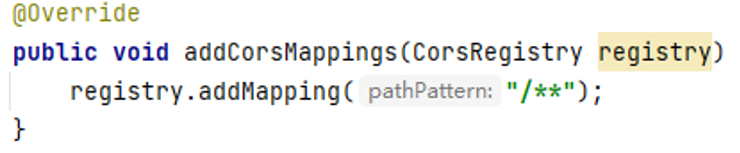 @Override
public void addCorsMappings(CorsRegistry registry)
registry.addMapping( pathPattern: "/**");
}